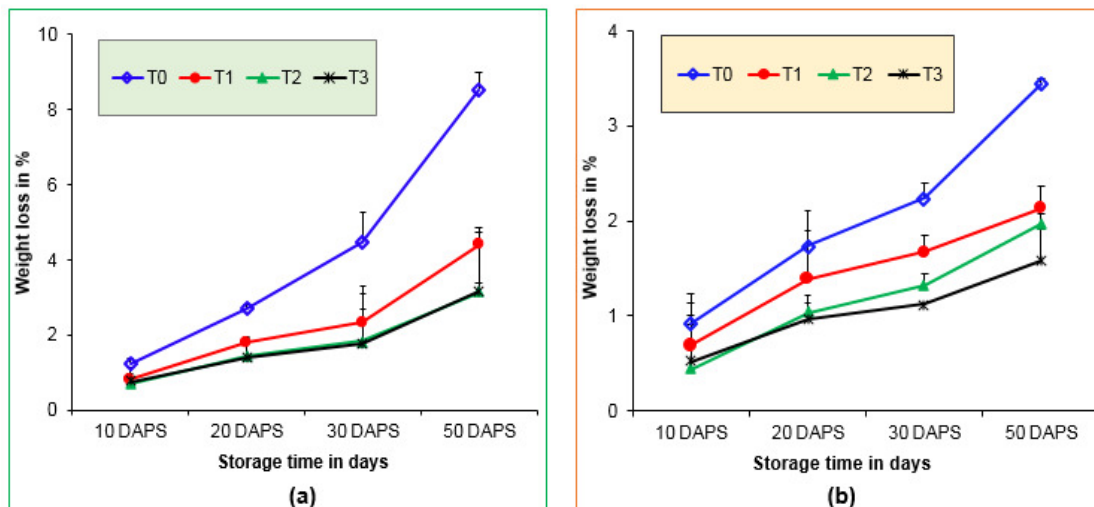 10
8
6
4
2
0
Weight loss in %
T0 T1 T2 T3
10 DAPS 20 DAPS 30 DAPS 50 DAPS
Storage time in days
(a)
4
3
2
1
0
Weight loss in %
T0 T1 T2 T3
10 DAPS 20 DAPS 30 DAPS 50 DAPS
Storage time in days
(b)